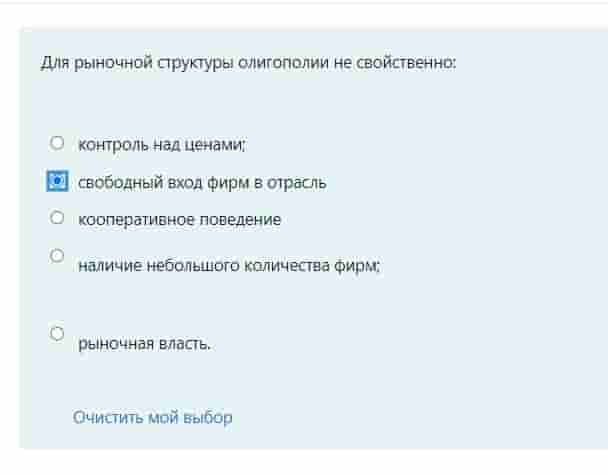 Для рыночной структуры олигополии не свойственно:
контроль над ценами;
свободный вход фирм в отрасль
кооперативное поведение
наличие небольшого количества фирм;
рыночная власть.
Очистить мой выбор